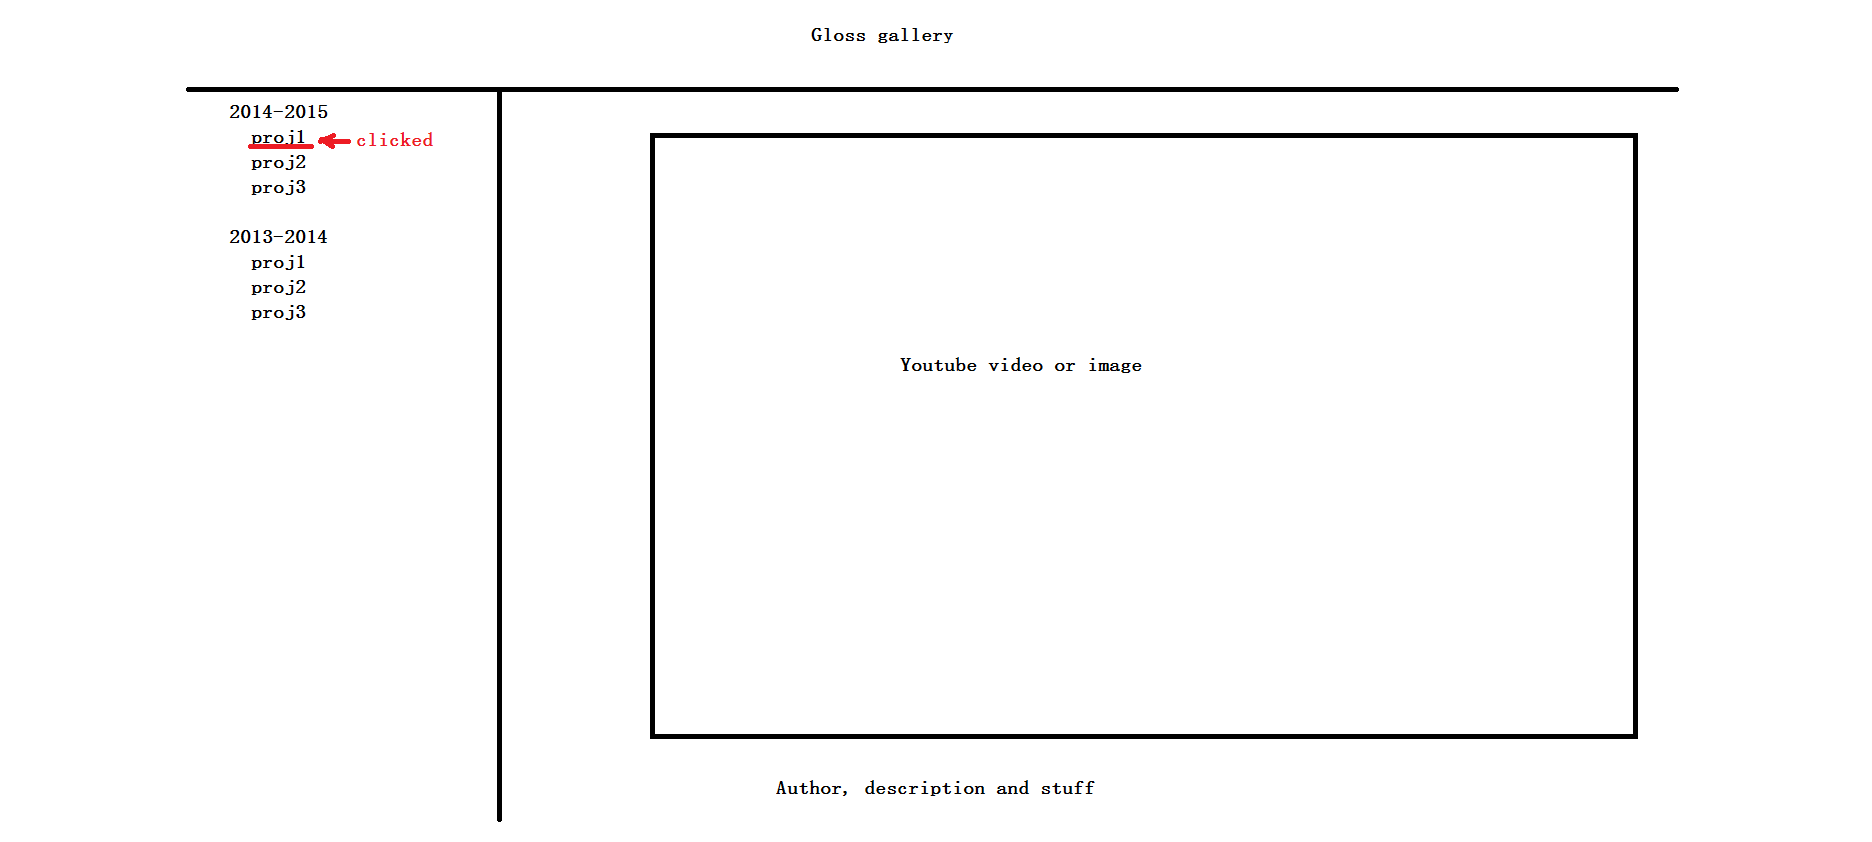 Gloss gallery
2014-2015
proj1 clicked
proj2
proj3
2013-2014
proj1
proj2
proj3
Youtube video or image
Author, description and stuff